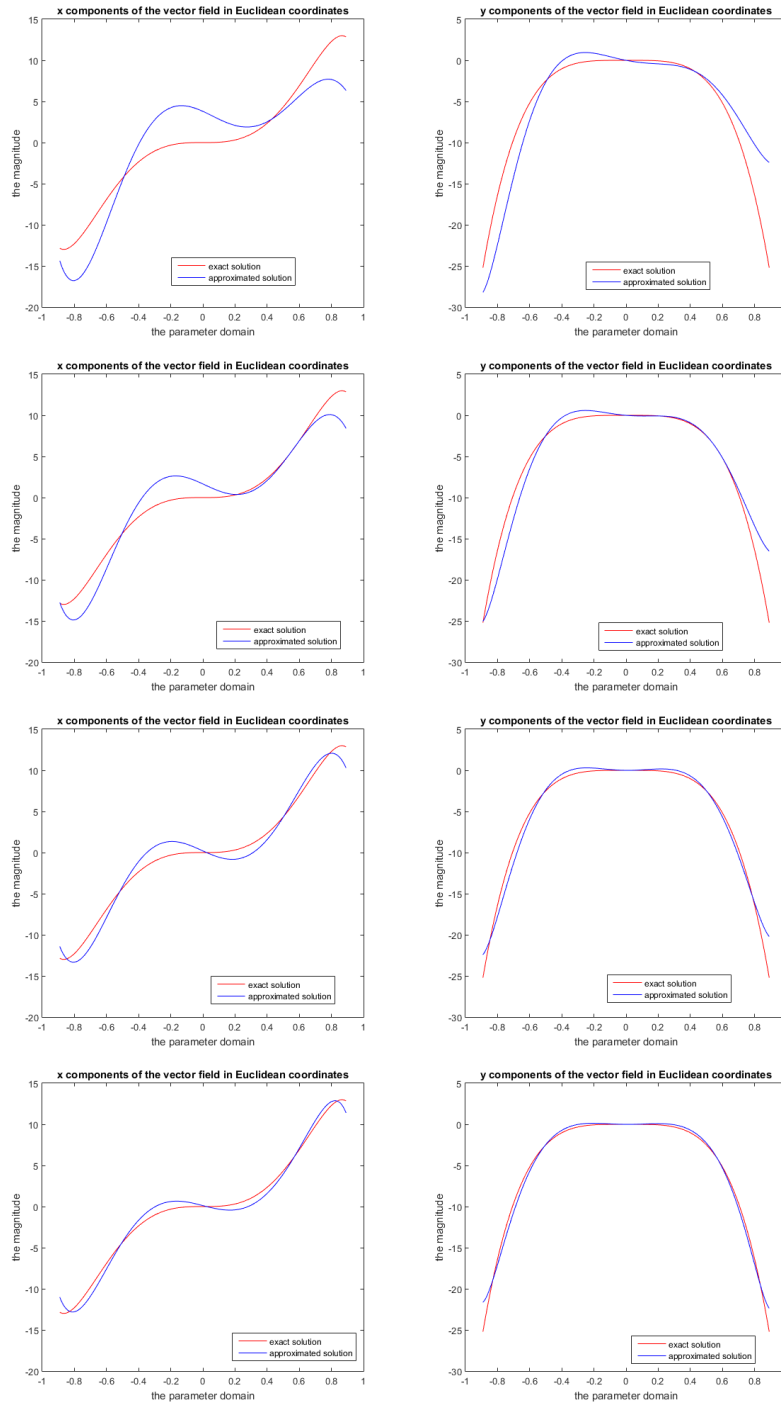 x components of the vector field in Euclidean coordinates
15
10
5
0
-5
-10
-15
-20
the magnitude
exact solution
approximated solution
-1 -0.8 -0.6 -0.4 -0.2 0 0.2 0.4 0.6 0.8 1
the parameter domain
y components of the vector field in Euclidean coordinates
5
0
-5
-10
-15
-20
-25
-30
the magnitude
exact solution
approximated solution
-1 -0.8 -0.6 -0.4 -0.2 0 0.2 0.4 0.6 0.8
the parameter domain
x components of the vector field in Euclidean coordinates
15
10
5
0
-5
-10
-15
-20
the magnitude
exact solution
approximated solution
-1 -0.8 -0.6 -0.4 -0.2 0 0.2 0.4 0.6 0.8 1
the parameter domain
y components of the vector field in Euclidean coordinates
5
0
-5
-10
-15
-20
-25
-30
the magnitude
exact solution
approximated solution
-1 -0.8 -0.6 -0.4 -0.2 0 0.2 0.4 0.6 0.8
the parameter domain
x components of the vector field in Euclidean coordinates
15
10
5
0
-5
-10
-15
-20
the magnitude
exact solution
approximated solution
-1 -0.8 -0.6 -0.4 -0.2 0 0.2 0.4 0.6 0.8 1
the parameter domain
y components of the vector field in Euclidean coordinates
5
0
-5
-10
-15
-20
-25
-30
the magnitude
exact solution
approximated solution
-1 -0.8 -0.6 -0.4 -0.2 0 0.2 0.4 0.6 0.8
the parameter domain
x components of the vector field in Euclidean coordinates
15
10
5
0
-5
-10
-15
-20
the magnitude
exact solution
approximated solution
-1 -0.8 -0.6 -0.4 -0.2 0 0.2 0.4 0.6 0.8 1
the parameter domain
y components of the vector field in Euclidean coordinates
5
0
-5
-10
-15
-20
-25
-30
the magnitude
exact solution
approximated solution
-1 -0.8 -0.6 -0.4 -0.2 0 0.2 0.4 0.6 0.8
the parameter domain